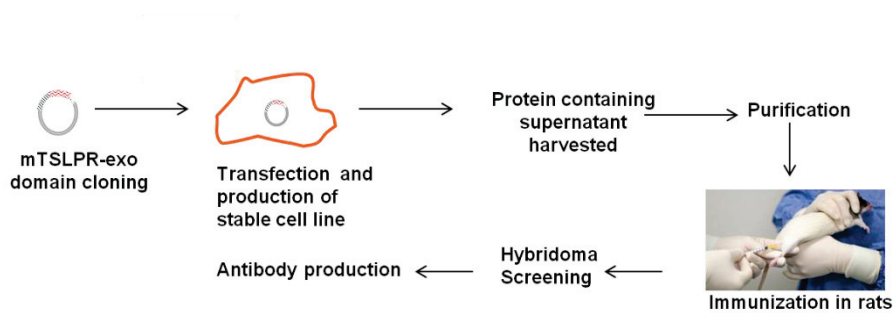 mTSLPR-exo
domain cloning
Transfection and
production of
stable cell line
Protein containing
supernatant
harvested
Purification
Immunization in rats
Hybridoma
Screening
Antibody production